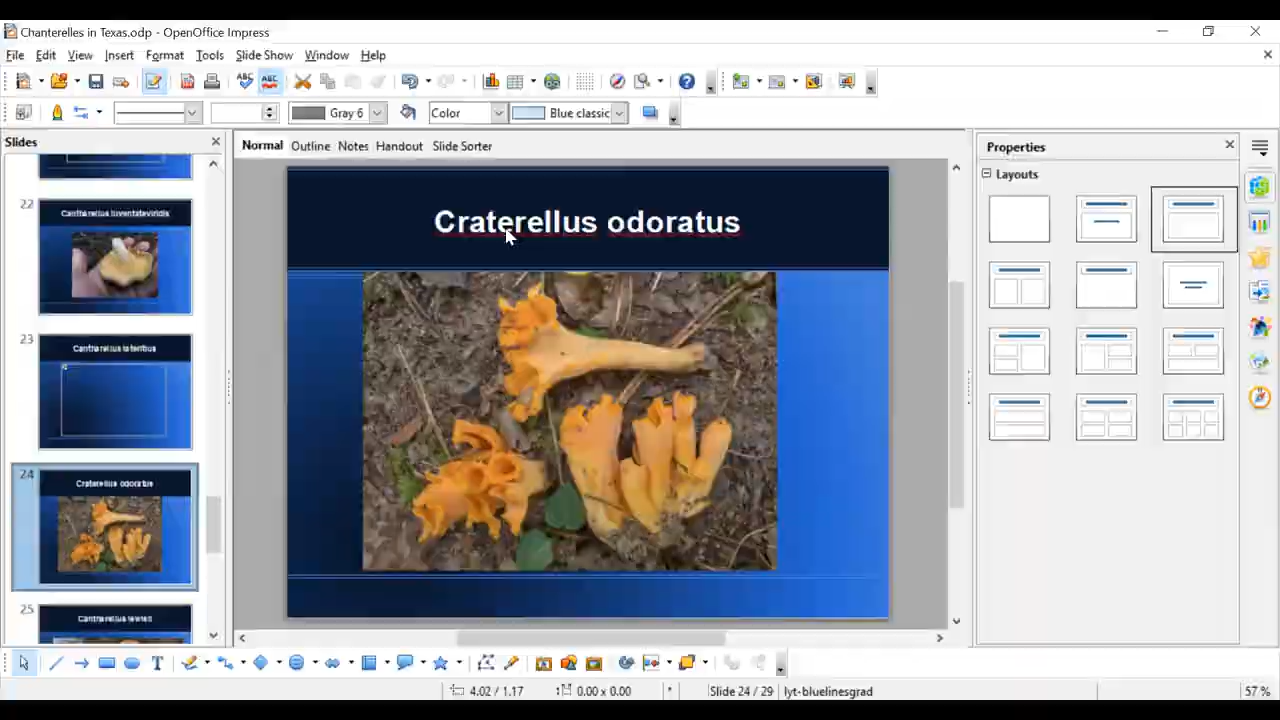 Chanterelles in Texas.odp - OpenOffice Impress
File Edit View Insert Format Tools Slide Show Window Help
Gray 6 Color Blue classic
Slides
Normal Outline Notes Handout Slide Sorter
Properties
Layouts
22
23
Cantharellus lateritius
24
Craterellus odoratus
25
Craterellus odoratus
4.02 / 1.17 0.00 x 0.00 * Slide 24 / 29 lyt-bluelinesgrad 57 %